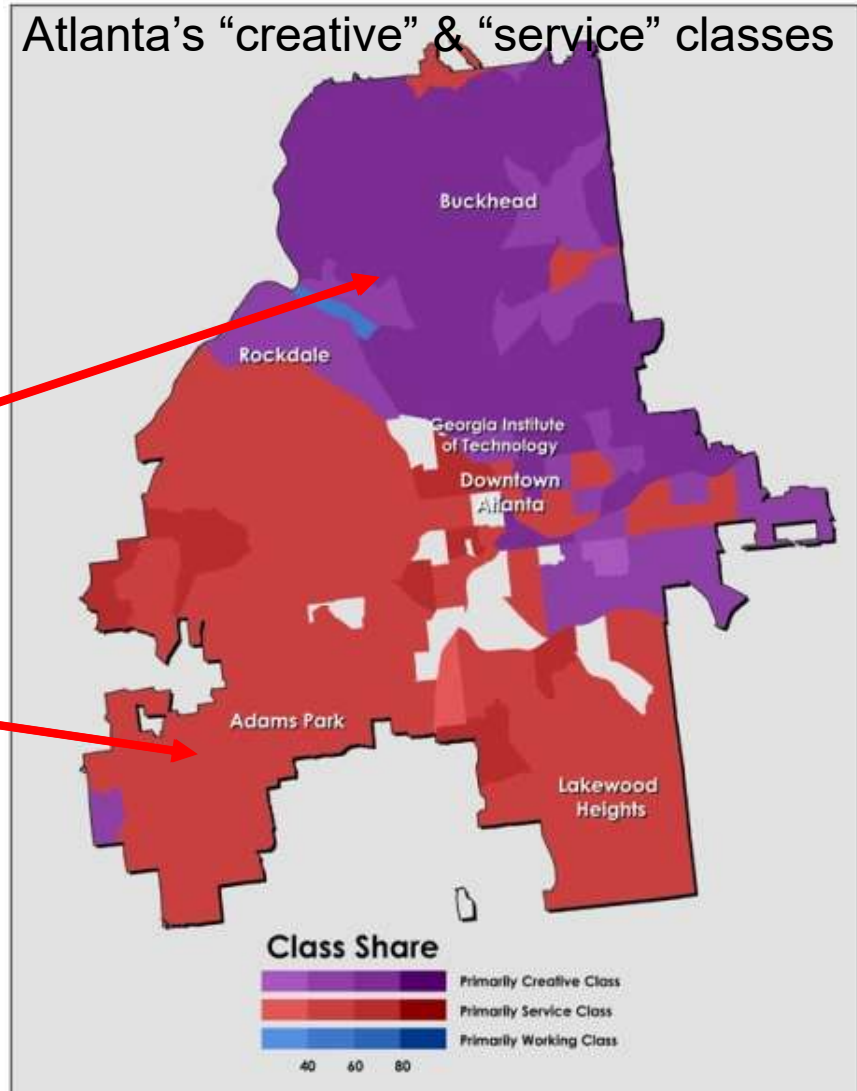 Atlanta’s “creative” & “service” classes
Buckhead
Rockdale
Georgia Institute
of Technology
Downtown
Atlanta
Adams Park
Lakewood
Heights
Class Share
Primarily Creative Class
Primarily Service Class
Primarily Working Class
40 60 80